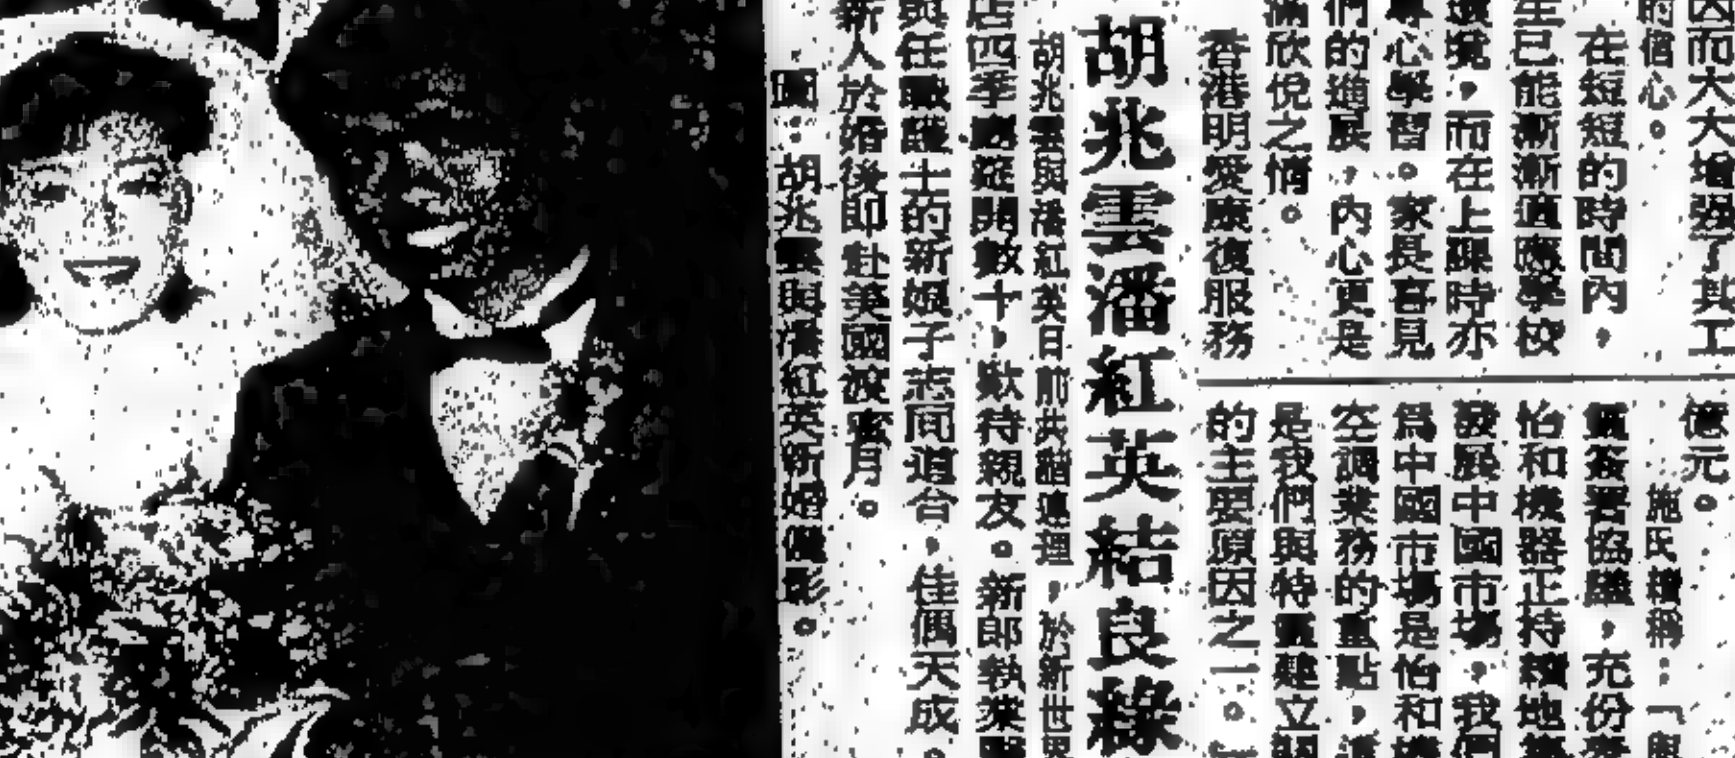 因而大大增强了其工
的信心。
在短短的時間內，
生已能漸漸適應學校
環境，而在上課時亦
專心學習。家長喜見
們的進展，內心更是
滿欣悅之情。
香港明愛康復服務
億元。
施氏續稱：「與
簽署協議，充份
怡和機器正持續地
發展中國市場，我們
爲中國市場是怡和機
空調業務的重點，這
是我們與特靈建立關
的主要原因之一。」
胡兆雲潘紅英結良緣
胡兆雲與潘紅英日前共諧連理，於新世界
店四季廳筵開數十，款待親友。新郎執業醫
與任職護士的新娘子志同道合，佳偶天成。
新人於婚後即赴美國渡蜜月。
圖：胡兆雲與潘紅英新婚儷影。